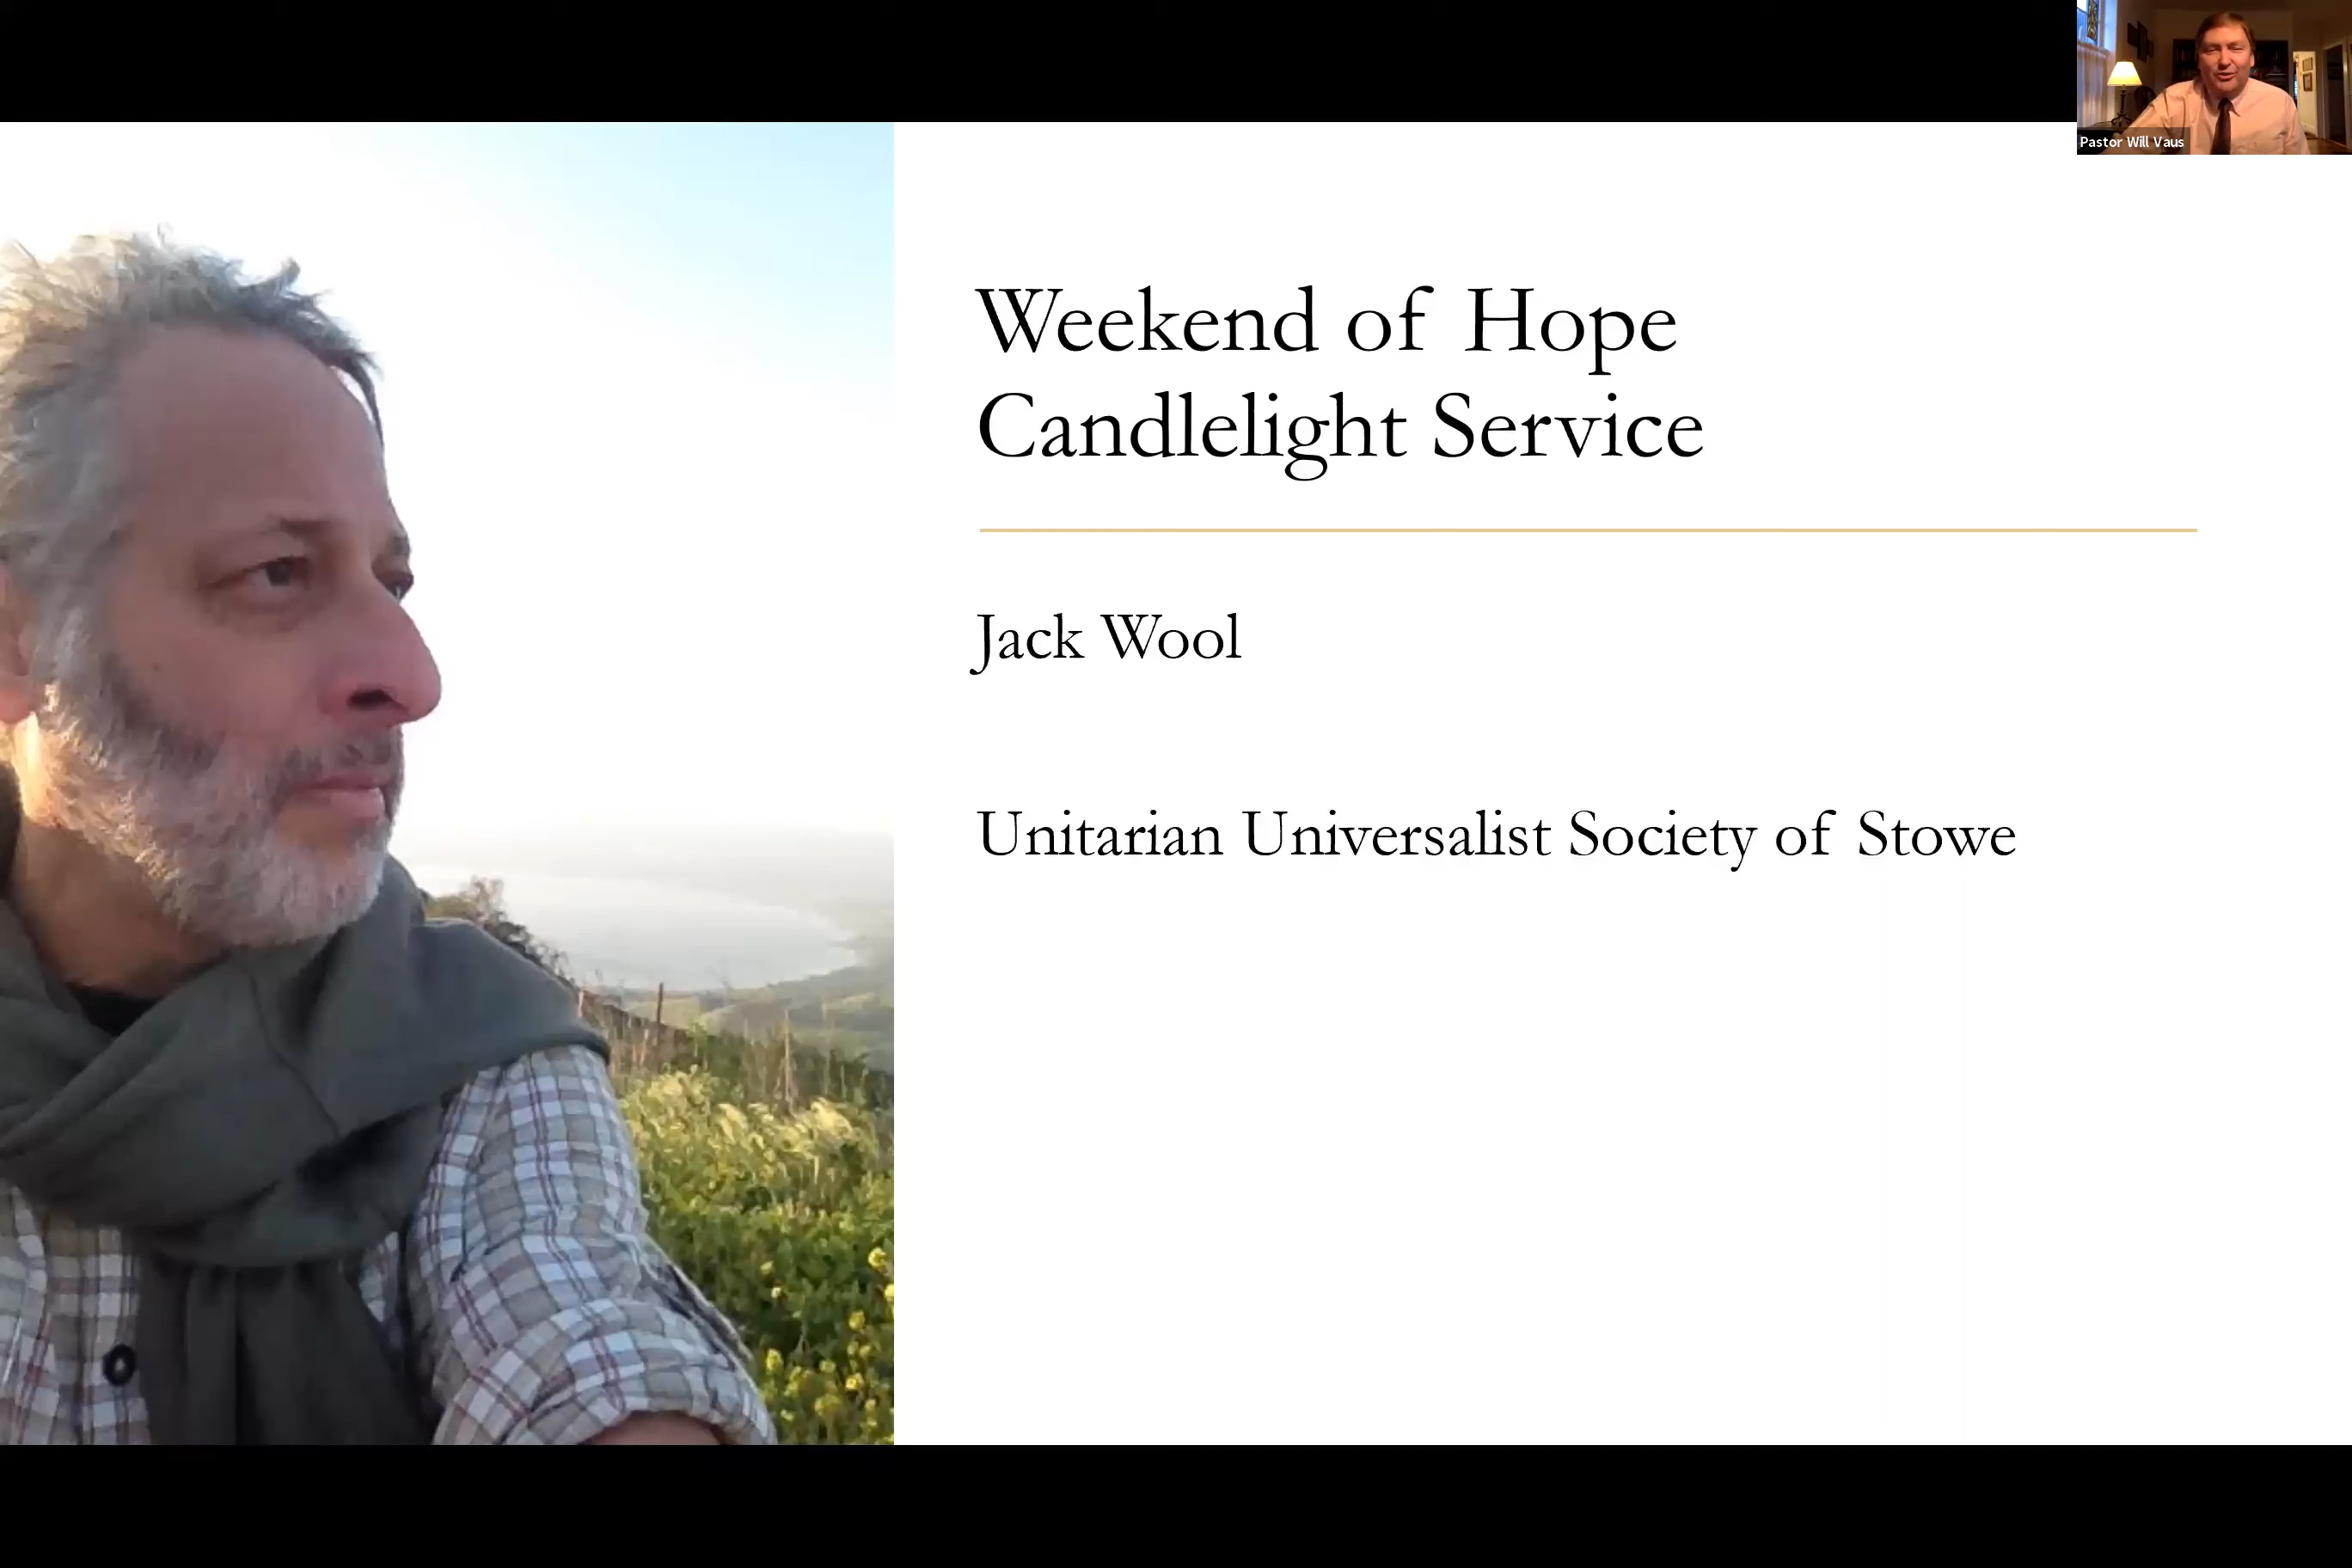 Pastor Will Vaus
Weekend of Hope
Candlelight Service
Jack Wool
Unitarian Universalist Society of Stowe